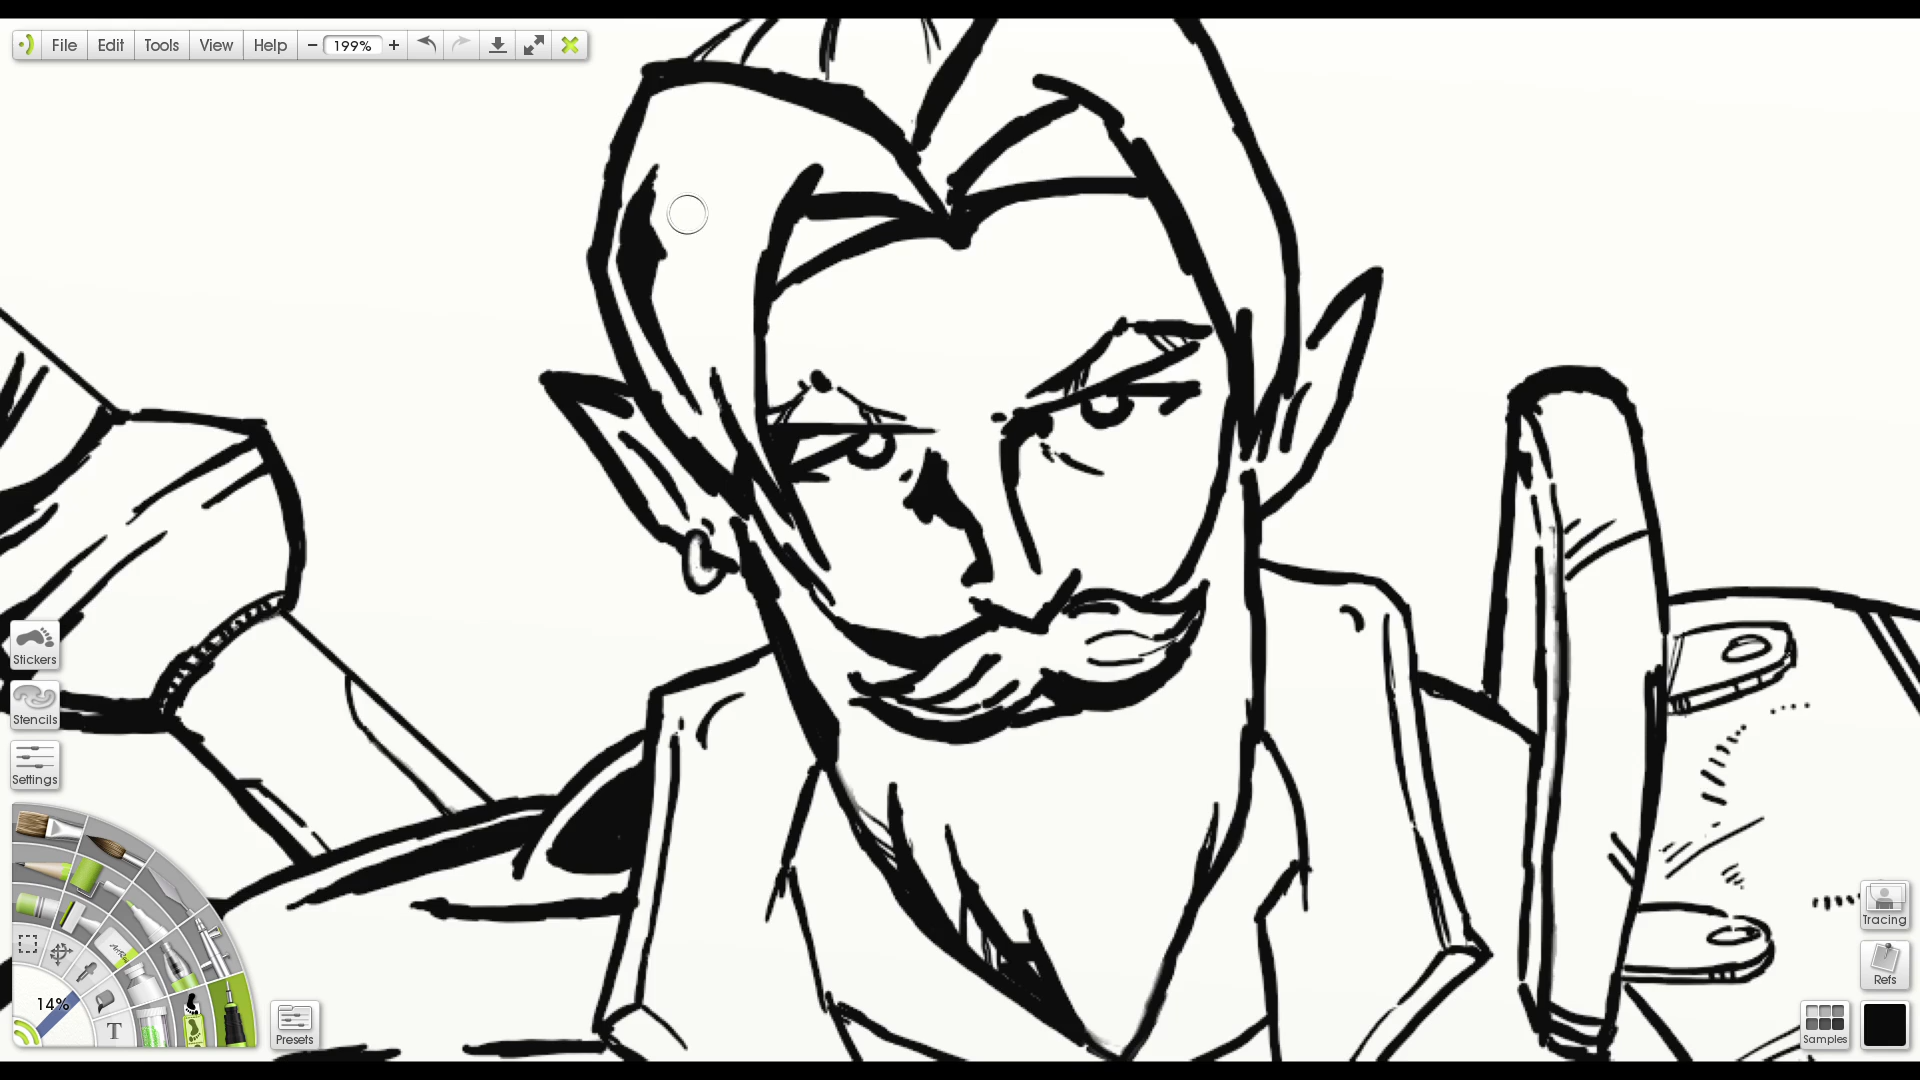 File Edit Tools View Help − 199% +
Stickers
Stencils
Settings
14%
T
Presets
Tracing
Refs
Samples